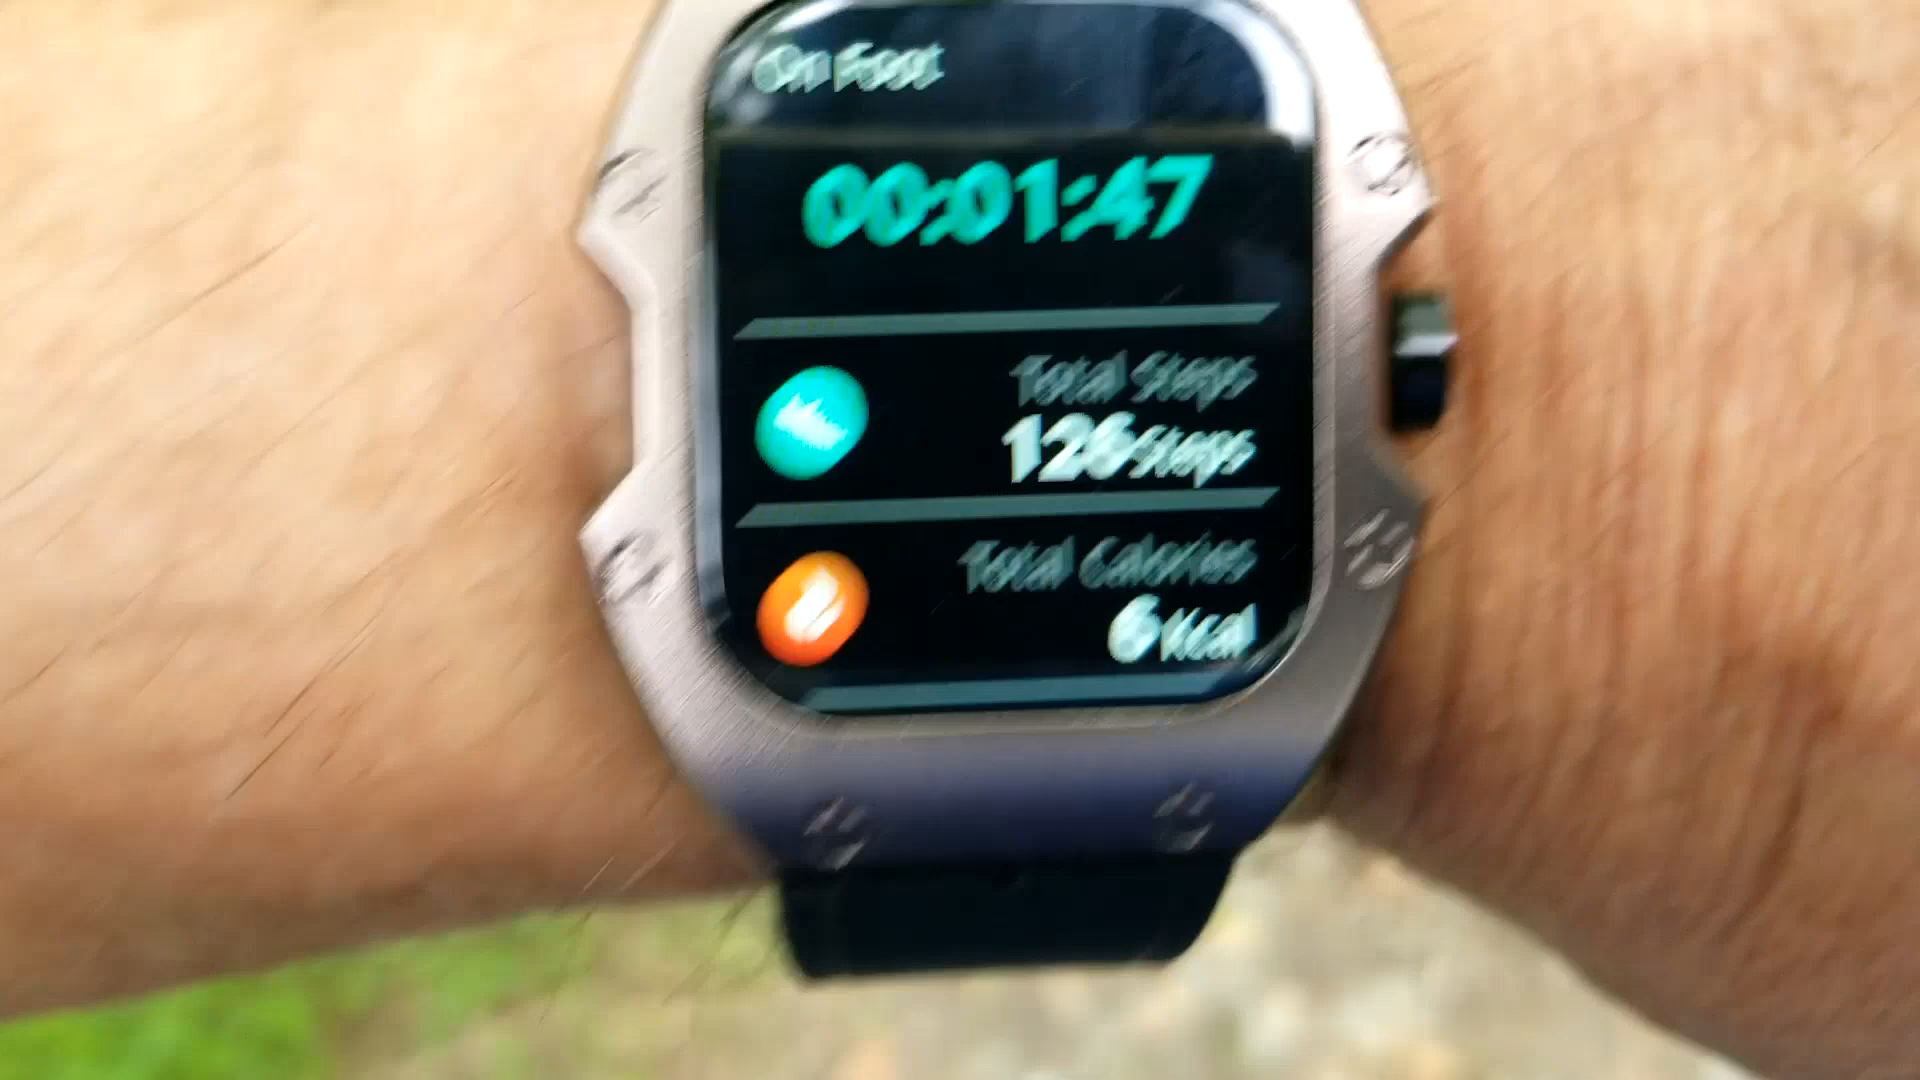 On Foot
00:01:47
Total Steps
126 Steps
Total Calories
6 Kcal